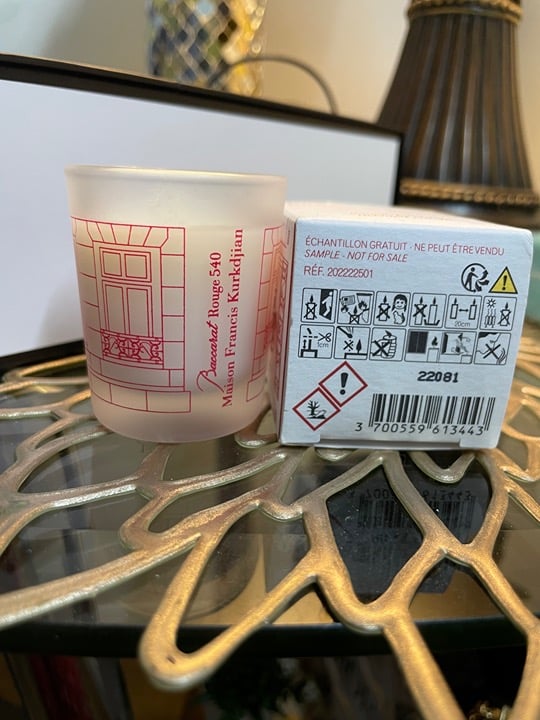 Baccarat Rouge 540
Maison Francis Kurkdjian
ÉCHANTILLON GRATUIT - NE PEUT ÊTRE VENDU
SAMPLE - NOT FOR SALE
RÉF. 202222501
20cm
1cm
22081
3 700559 613443